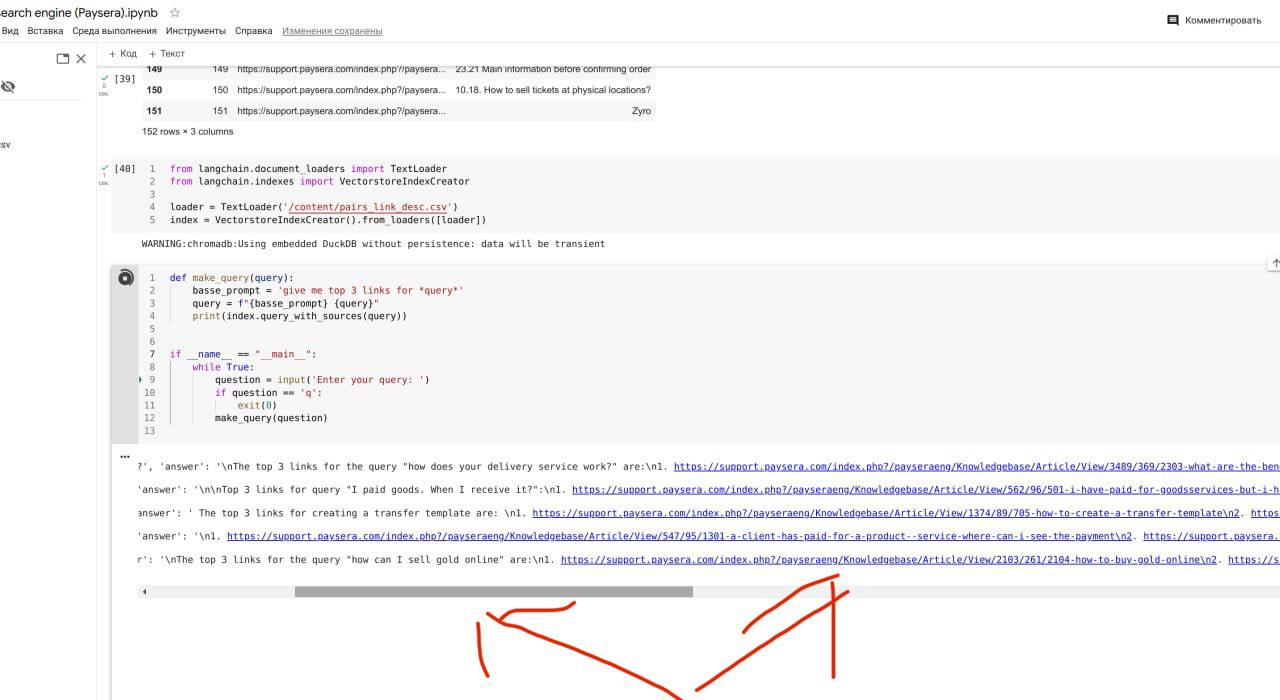 earch engine (Paysera).ipynb
Вид Вставка Среда выполнения Инструменты Справка Изменения сохранены
Комментировать
+ Код + Текст
sv
[39]
0
сек.
149 149 https://support.paysera.com/index.php?/paysera... 23.21 Main information before confirming order
150 150 https://support.paysera.com/index.php?/paysera... 10.18. How to sell tickets at physical locations?
151 151 https://support.paysera.com/index.php?/paysera... Zyro
152 rows × 3 columns
[40]
1
сек.
1 from langchain.document_loaders import TextLoader
2 from langchain.indexes import VectorstoreIndexCreator
3
4 loader = TextLoader('/content/pairs_link_desc.csv')
5 index = VectorstoreIndexCreator().from_loaders([loader])
WARNING:chromadb:Using embedded DuckDB without persistence: data will be transient
1 def make_query(query):
2 basse_prompt = 'give me top 3 links for *query*'
3 query = f"{basse_prompt} {query}"
4 print(index.query_with_sources(query))
5
6
7 if __name__ == "__main__":
8 while True:
9 question = input('Enter your query: ')
10 if question == 'q':
11 exit(0)
12 make_query(question)
13
...
?', 'answer': '\nThe top 3 links for the query "how does your delivery service work?" are:\n1. https://support.paysera.com/index.php?/payseraeng/Knowledgebase/Article/View/3489/369/2303-what-are-the-ben
'answer': '\n\nTop 3 links for query "I paid goods. When I receive it?":\n1. https://support.paysera.com/index.php?/payseraeng/Knowledgebase/Article/View/562/96/501-i-have-paid-for-goodsservices-but-i-h
answer': ' The top 3 links for creating a transfer template are: \n1. https://support.paysera.com/index.php?/payseraeng/Knowledgebase/Article/View/1374/89/705-how-to-create-a-transfer-template\n2. https
'answer': '\n1. https://support.paysera.com/index.php?/payseraeng/Knowledgebase/Article/View/547/95/1301-a-client-has-paid-for-a-product--service-where-can-i-see-the-payment\n2. https://support.paysera.
r': '\nThe top 3 links for the query "how can I sell gold online" are:\n1. https://support.paysera.com/index.php?/payseraeng/Knowledgebase/Article/View/2103/261/2104-how-to-buy-gold-online\n2. https://s